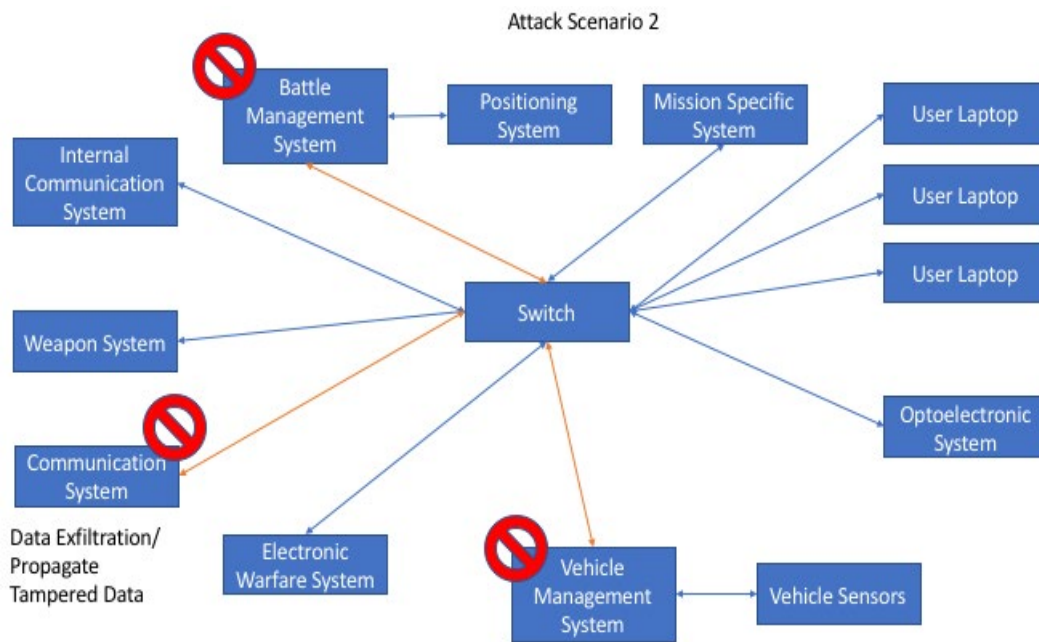 Attack Scenario 2
Battle
Management
System
Positioning
System
Mission Specific
System
User Laptop
Internal
Communication
System
User Laptop
User Laptop
Switch
Weapon System
Optoelectronic
System
Communication
System
Data Exfiltration/
Propagate
Tampered Data
Electronic
Warfare System
Vehicle
Management
System
Vehicle Sensors